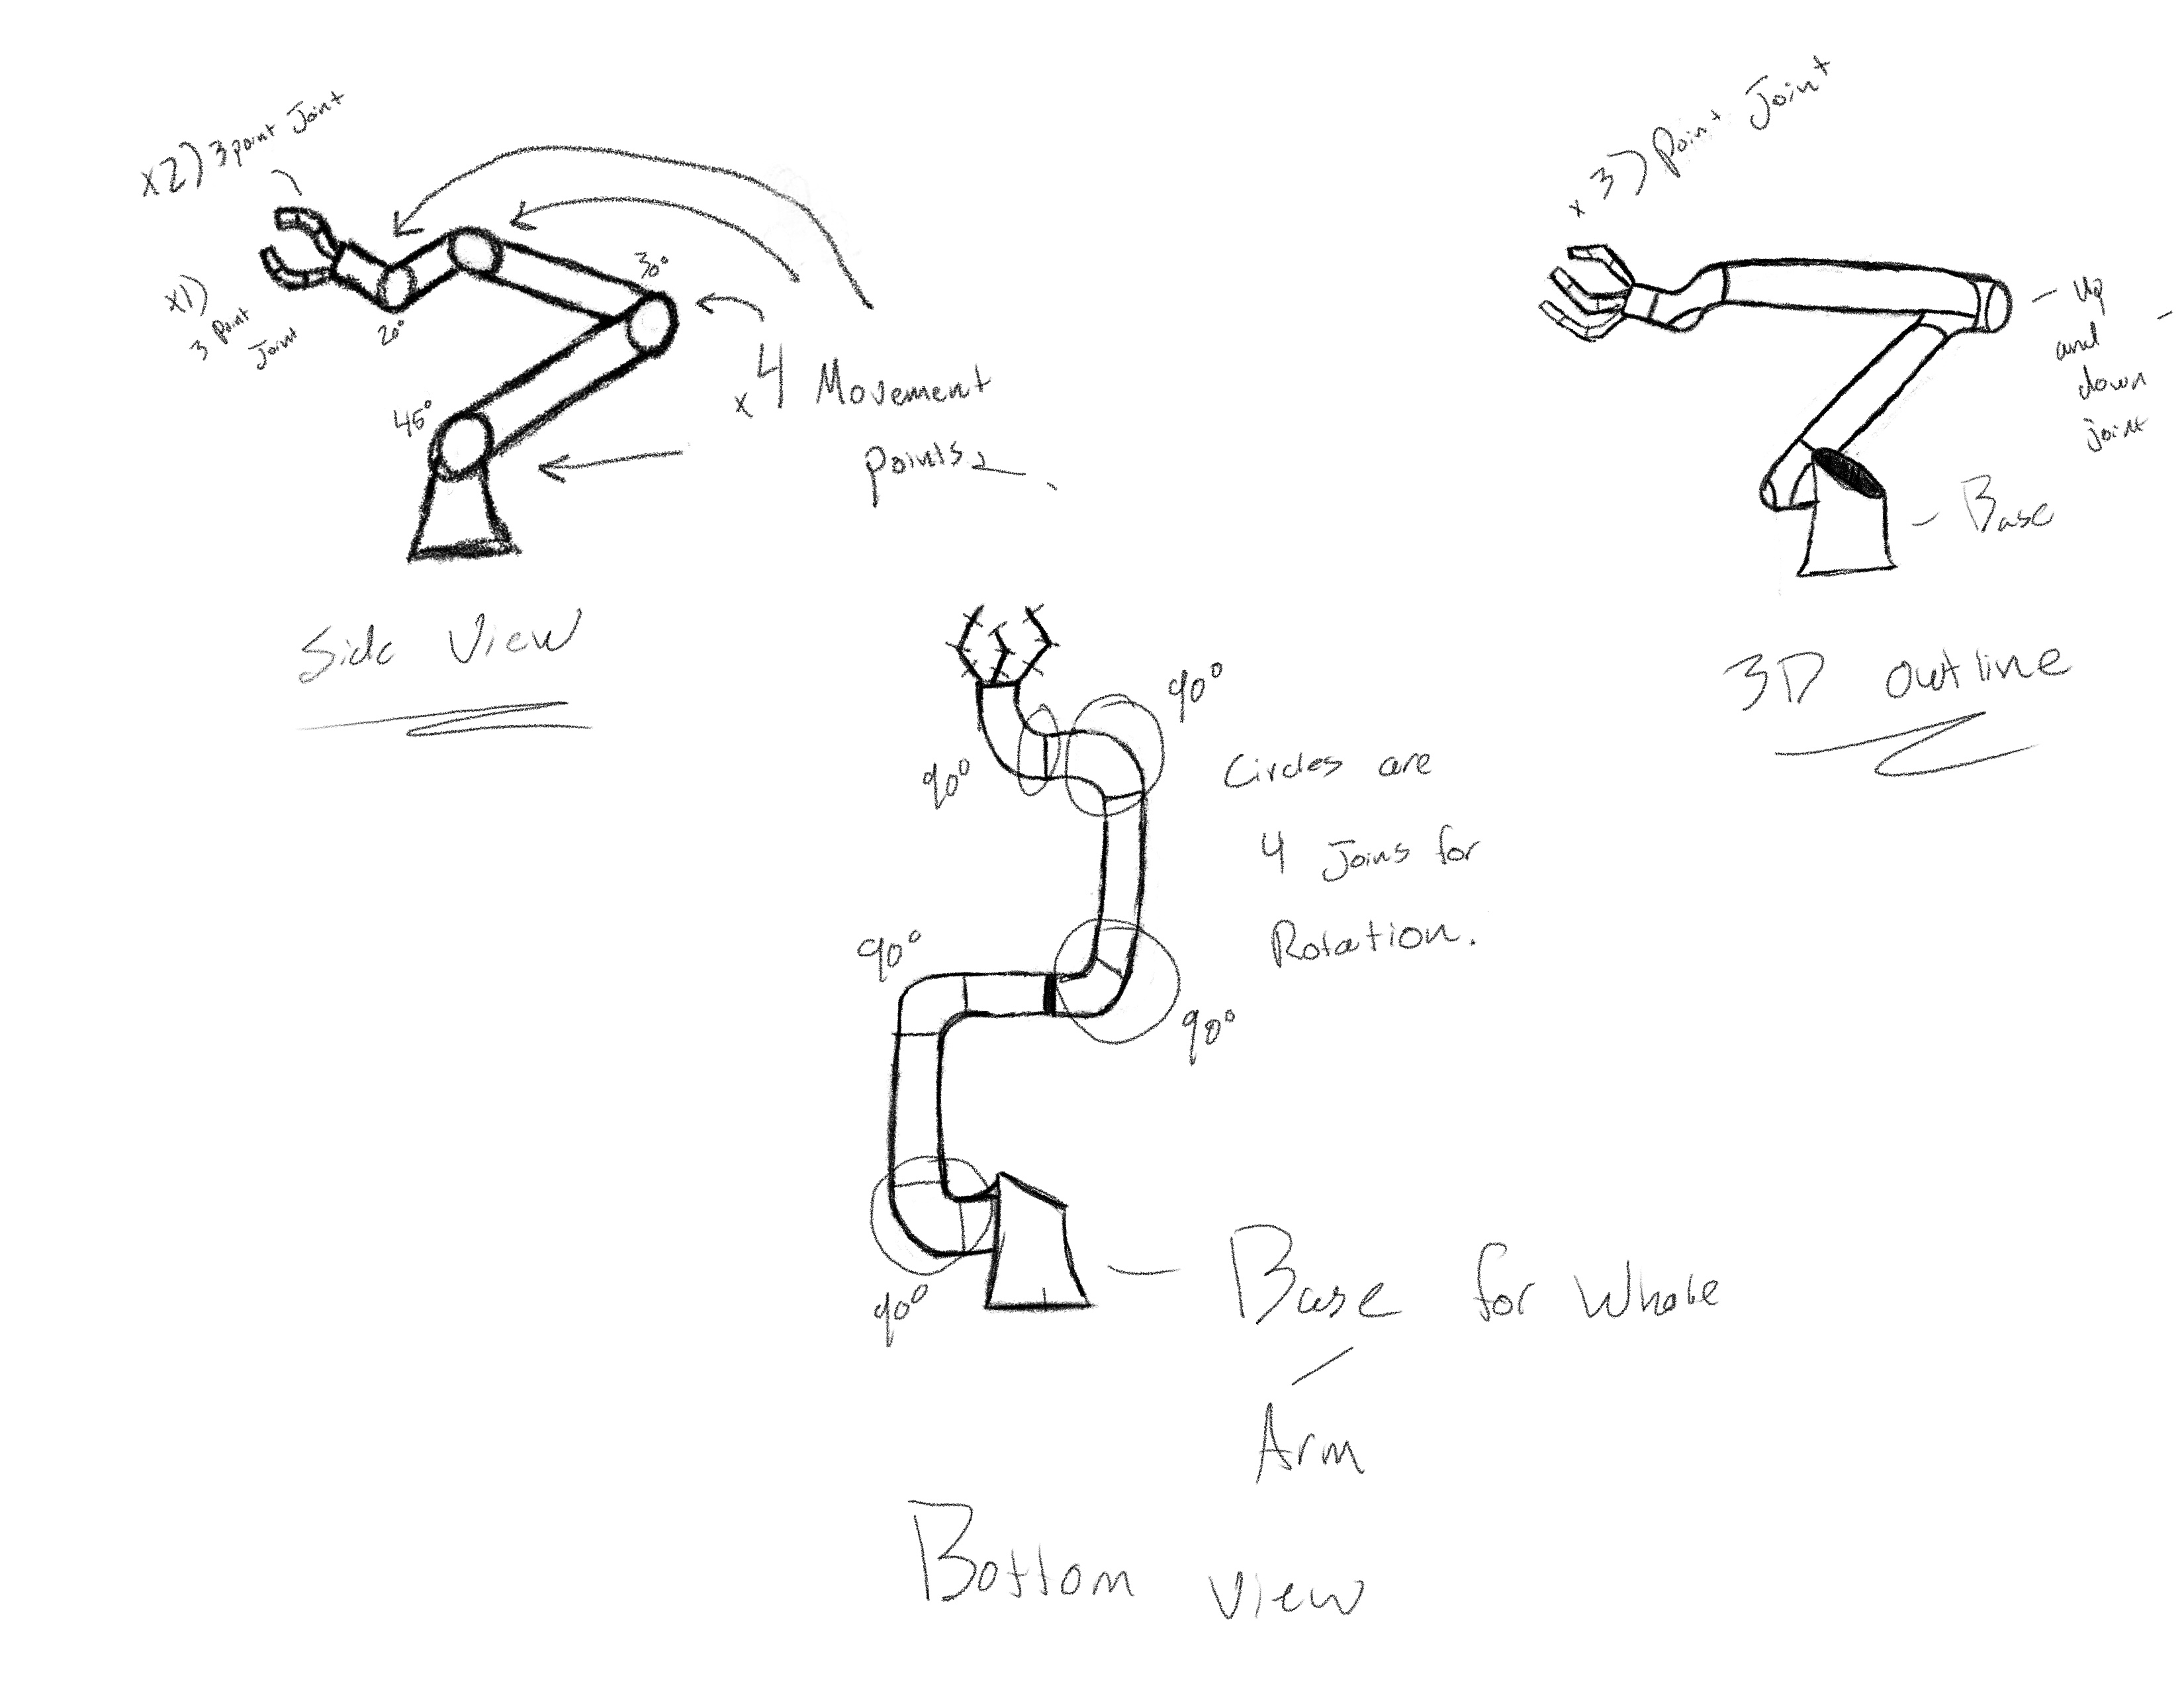 x2) 3 point Joint
x1)
3 Point
Joint
20°
30°
45°
x4 Movement
points
Side View
x 3) Point Joint
- up
and
down
joint
- Base
3D outline
90°
90°
Circles are
4 Joins for
Rotation.
90°
90°
90°
Base for Whole
Arm
Bottom View